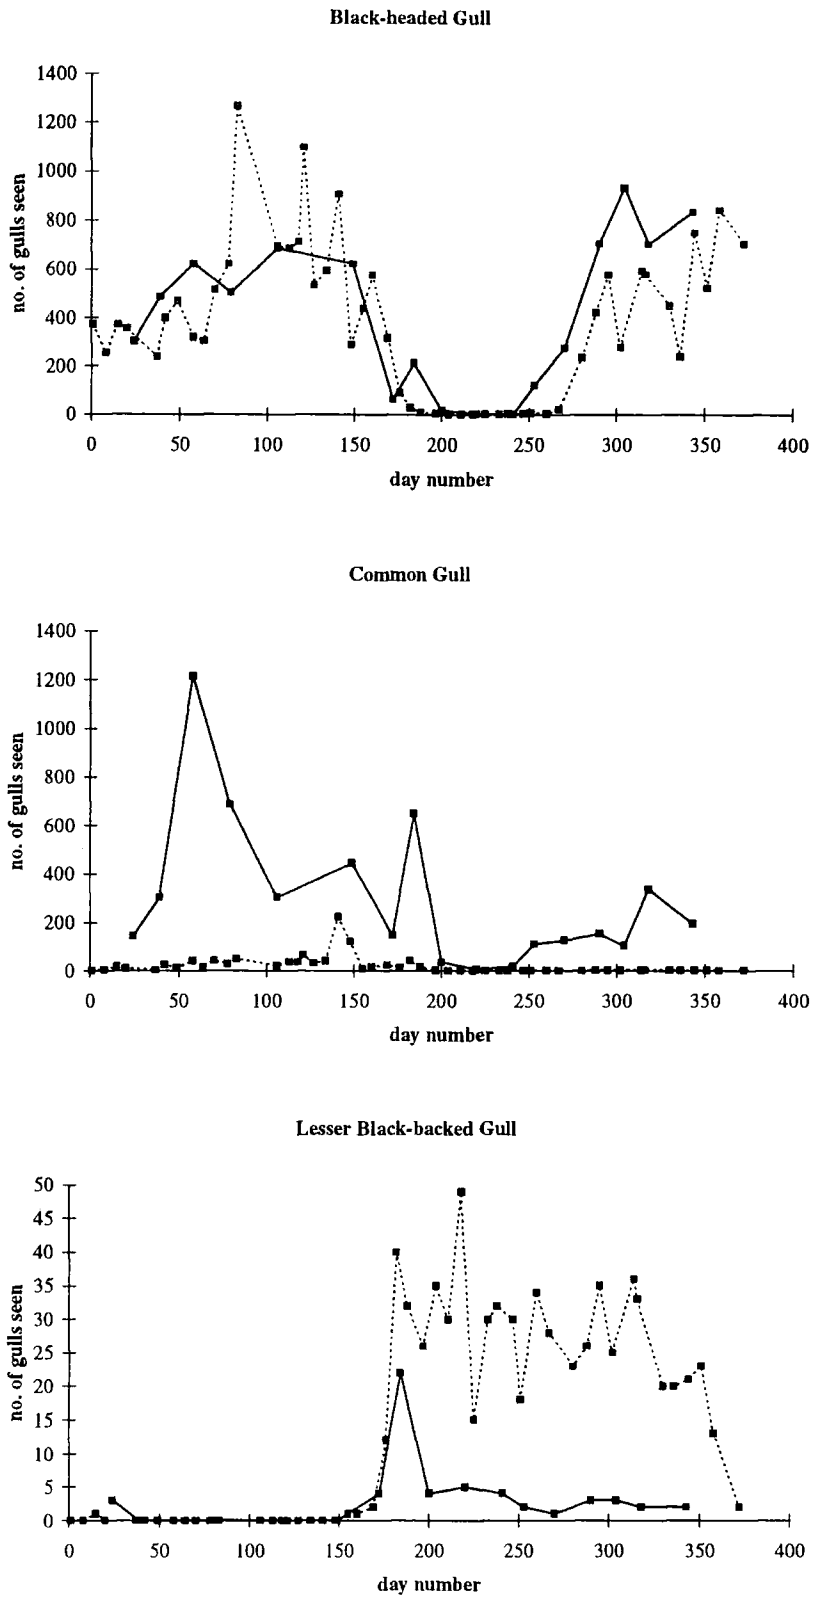 Black-headed Gull
1400
1200
1000
800
600
400
200
0
no. of gulls seen
0 50 100 150 200 250 300 350 400
day number
Common Gull
1400
1200
1000
800
600
400
200
0
no. of gulls seen
0 50 100 150 200 250 300 350 400
day number
Lesser Black-backed Gull
50
45
40
35
30
25
20
15
10
5
0
no. of gulls seen
0 50 100 150 200 250 300 350 400
day number